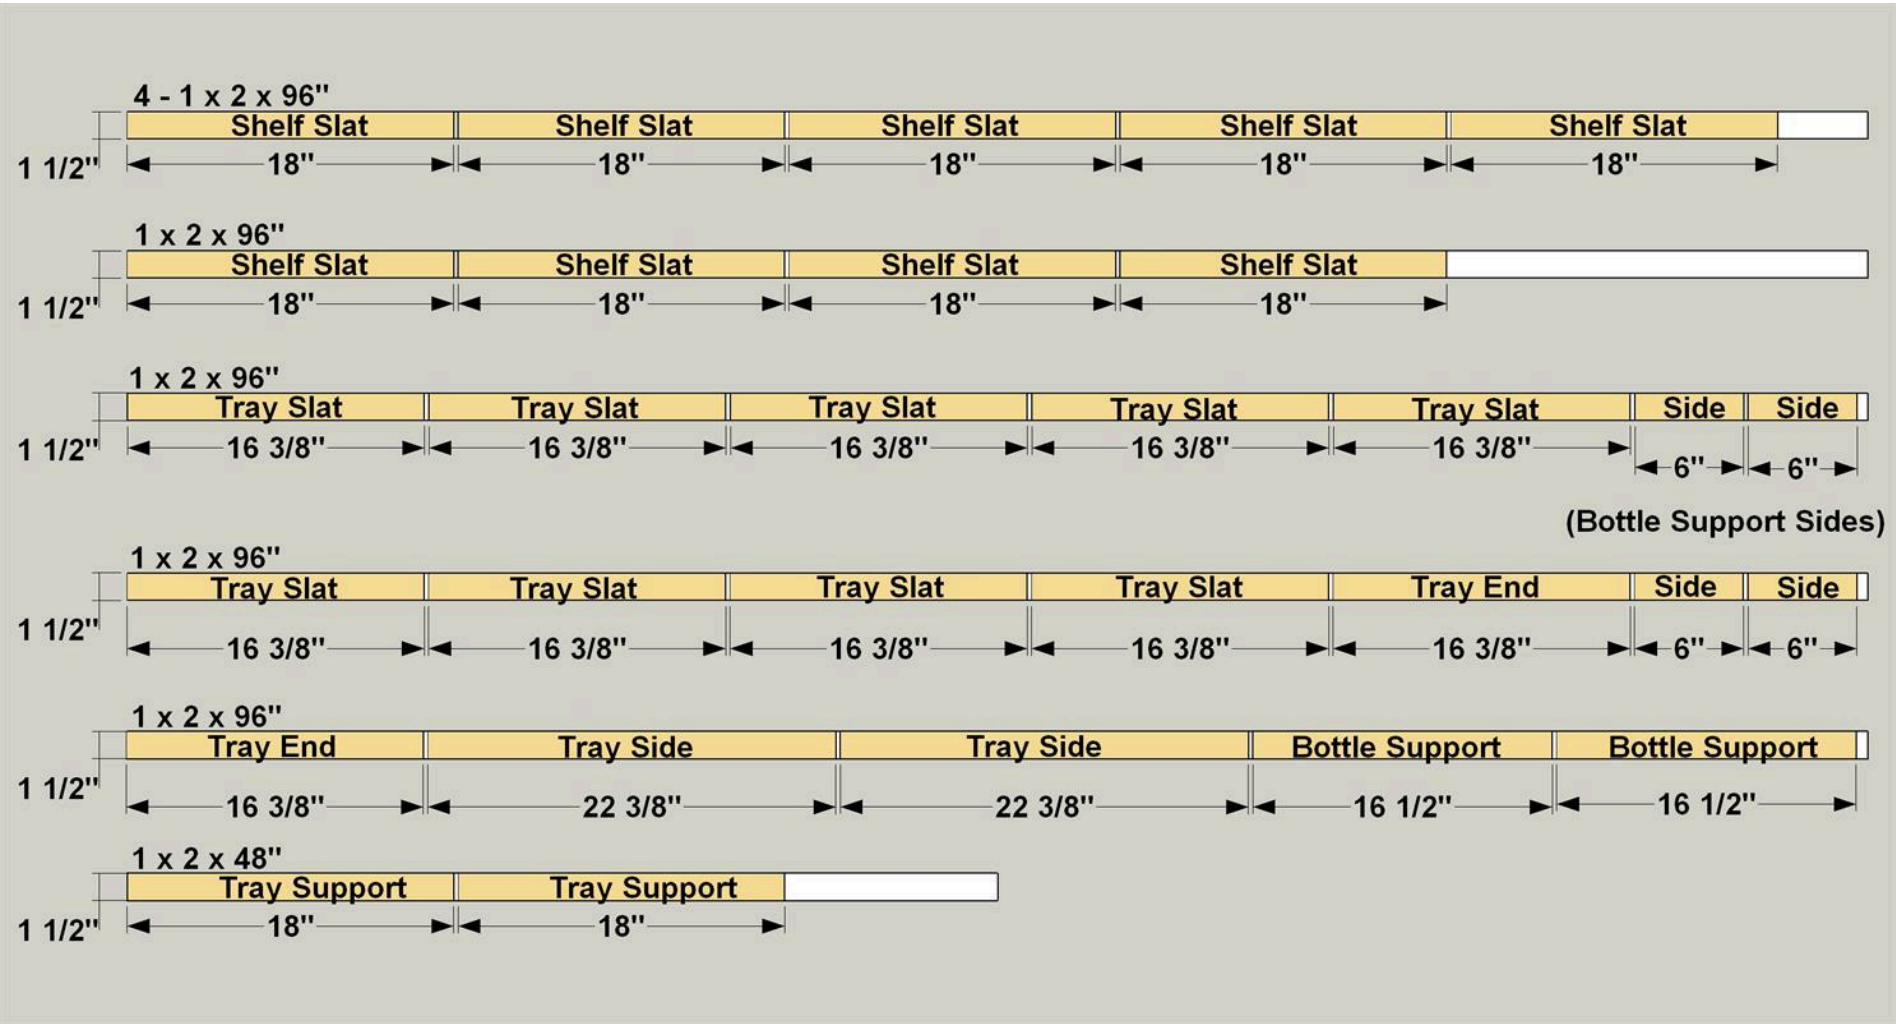 4 - 1 x 2 x 96"
Shelf Slat Shelf Slat Shelf Slat Shelf Slat Shelf Slat
1 1/2" 18" 18" 18" 18" 18"
1 x 2 x 96"
Shelf Slat Shelf Slat Shelf Slat Shelf Slat
1 1/2" 18" 18" 18" 18"
1 x 2 x 96"
Tray Slat Tray Slat Tray Slat Tray Slat Tray Slat Side Side
1 1/2" 16 3/8" 16 3/8" 16 3/8" 16 3/8" 16 3/8"
6" 6"
(Bottle Support Sides)
1 x 2 x 96"
Tray Slat Tray Slat Tray Slat Tray Slat Tray End Side Side
1 1/2" 16 3/8" 16 3/8" 16 3/8" 16 3/8" 16 3/8" 6" 6"
1 x 2 x 96"
Tray End Tray Side Tray Side Bottle Support Bottle Support
1 1/2" 16 3/8" 22 3/8" 22 3/8" 16 1/2" 16 1/2"
1 x 2 x 48"
Tray Support Tray Support
1 1/2" 18" 18"